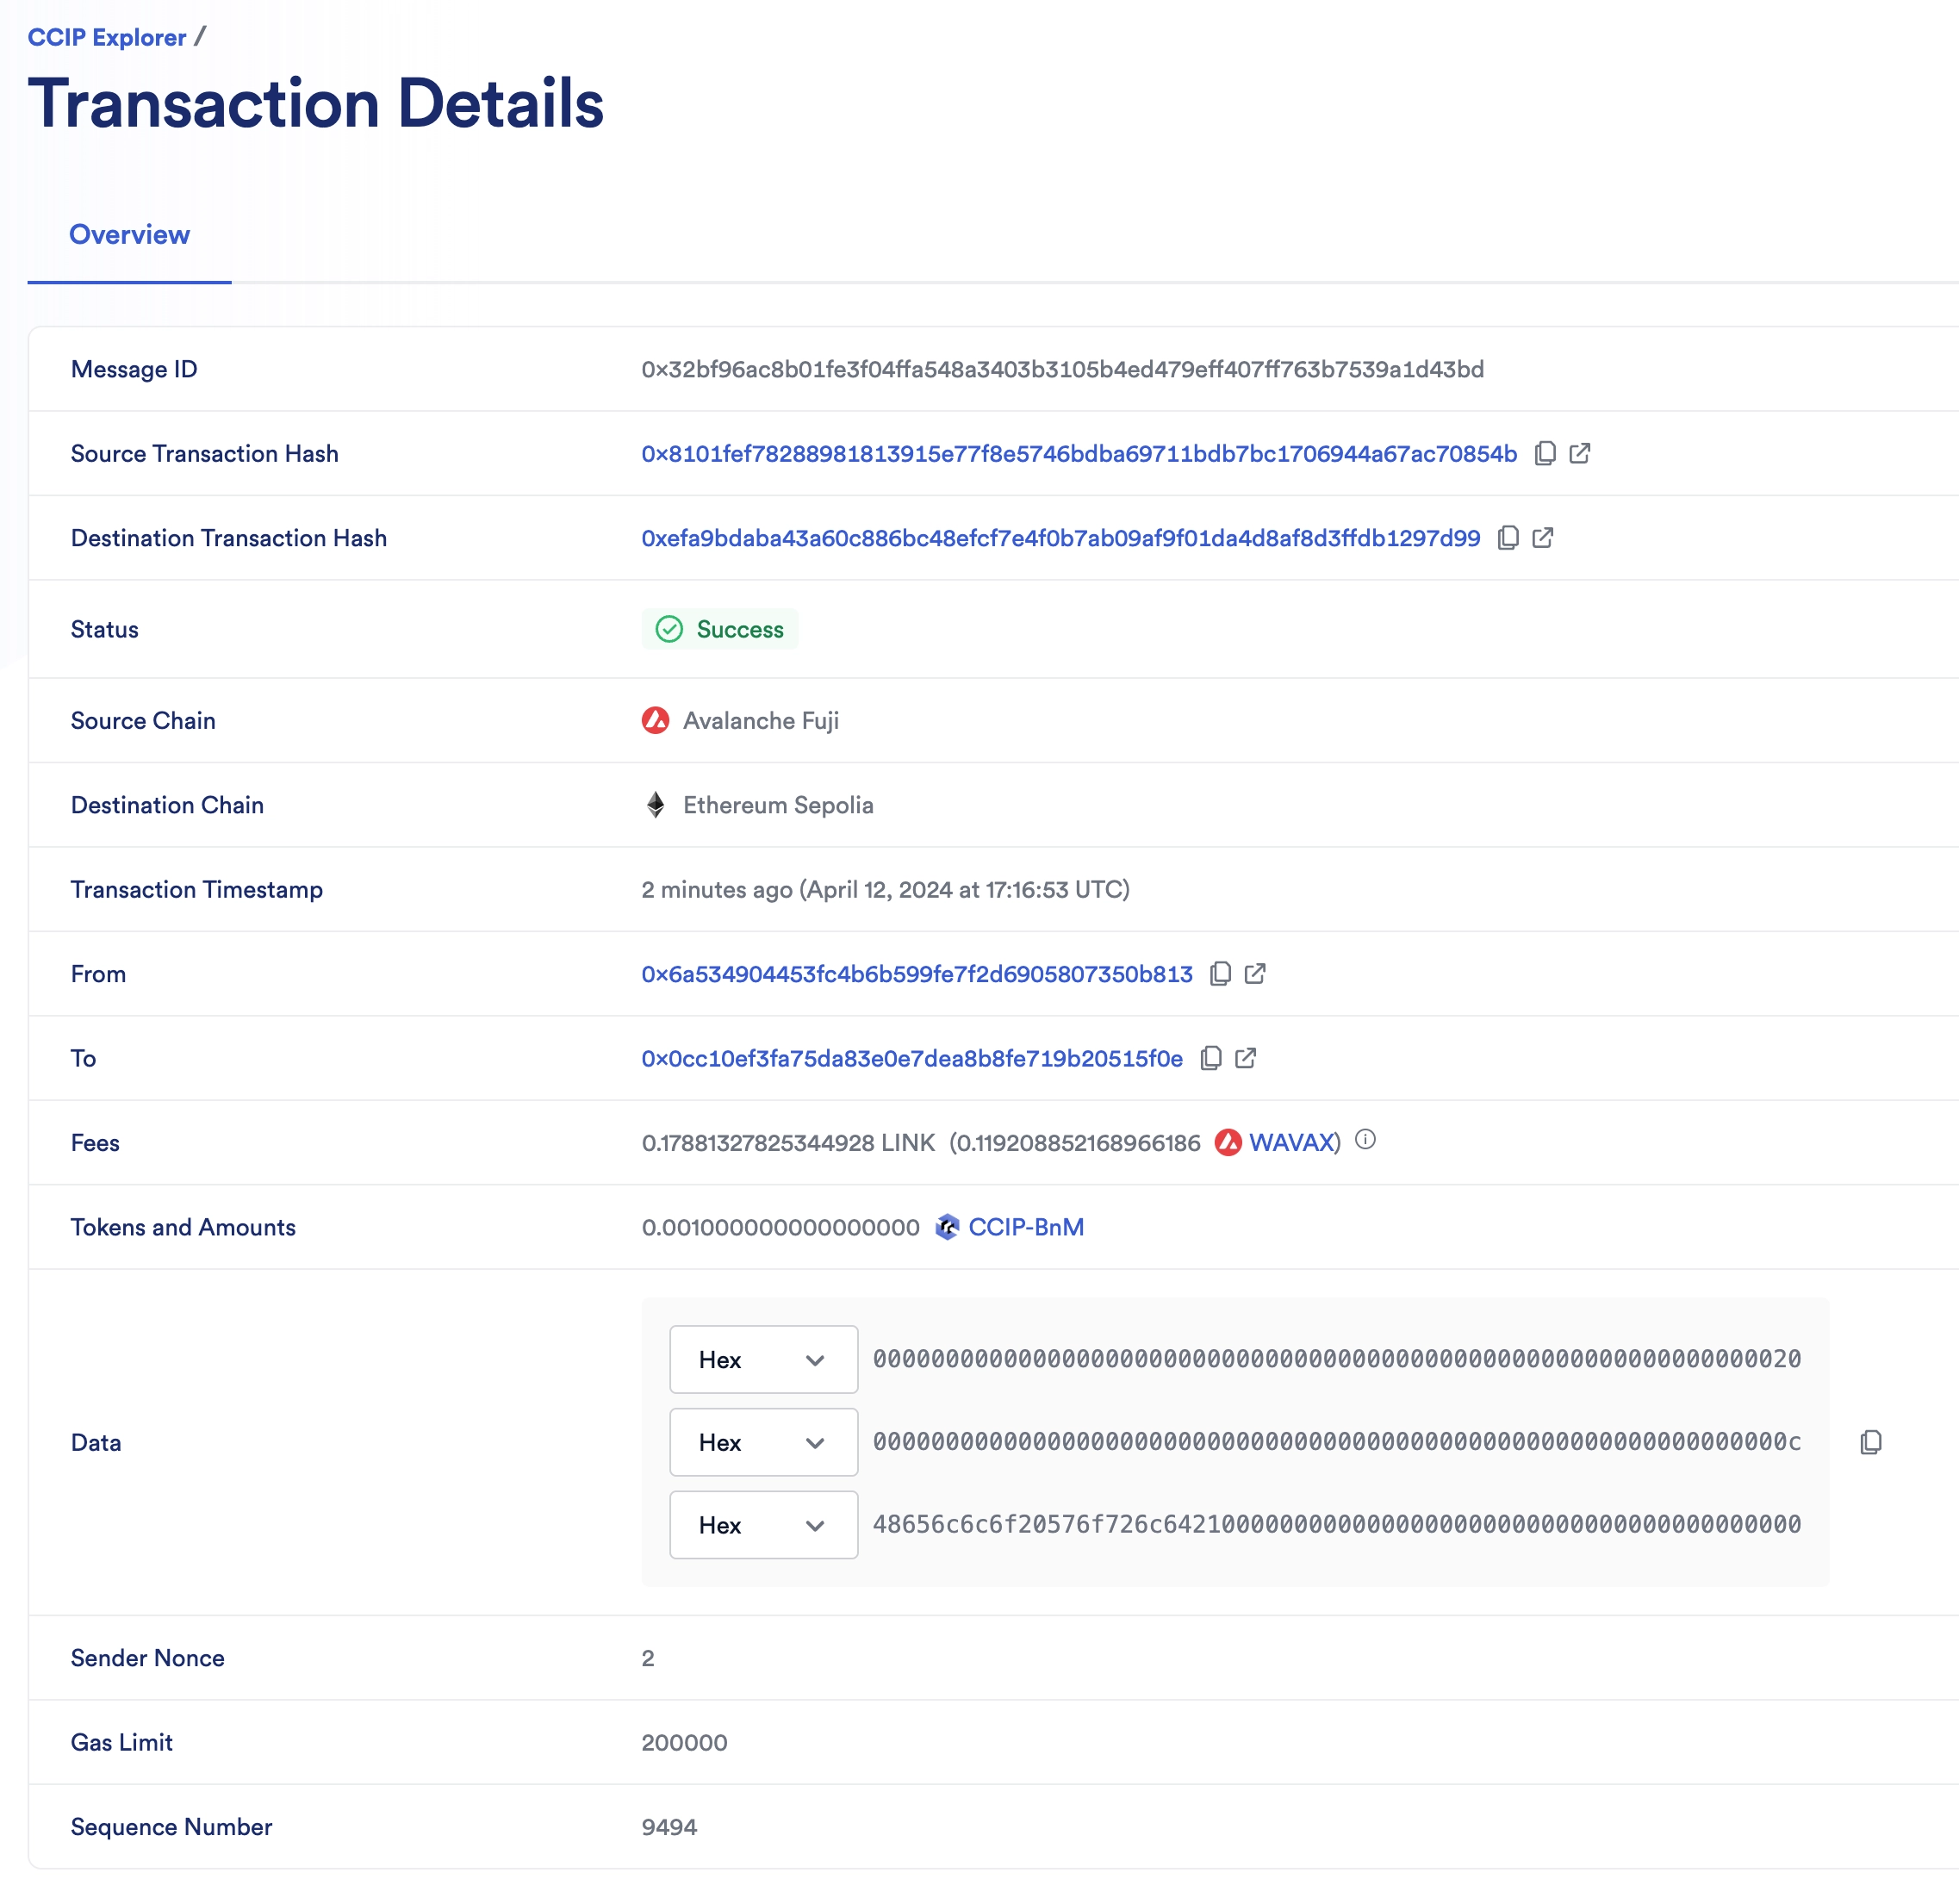 CCIP Explorer /
Transaction Details
Overview
Message ID 0x32bf96ac8b01fe3f04ffa548a3403b3105b4ed479eff407ff763b7539a1d43bd
Source Transaction Hash 0x8101fef78288981813915e77f8e5746bdba69711bdb7bc1706944a67ac70854b
Destination Transaction Hash 0xefa9bdaba43a60c886bc48efcf7e4f0b7ab09af9f01da4d8af8d3ffdb1297d99
Status Success
Source Chain Avalanche Fuji
Destination Chain Ethereum Sepolia
Transaction Timestamp 2 minutes ago (April 12, 2024 at 17:16:53 UTC)
From 0x6a534904453fc4b6b599fe7f2d6905807350b813
To 0x0cc10ef3fa75da83e0e7dea8b8fe719b20515f0e
Fees 0.17881327825344928 LINK (0.119208852168966186 WAVAX)
Tokens and Amounts 0.001000000000000000 CCIP-BnM
Data
Hex 0000000000000000000000000000000000000000000000000000000000000020
Hex 000000000000000000000000000000000000000000000000000000000000000c
Hex 48656c6c6f20576f726c64210000000000000000000000000000000000000000
Sender Nonce 2
Gas Limit 200000
Sequence Number 9494